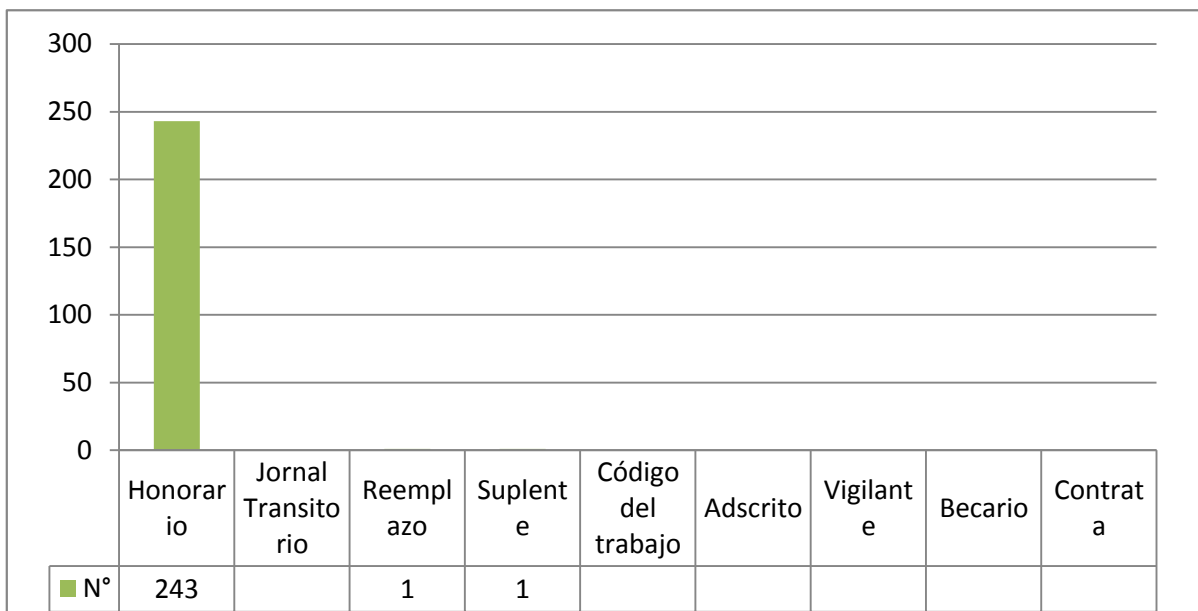 300
250
200
150
100
50
0
Honorar
io
Jornal
Transito
rio
Reempl
azo
Suplent
e
Código
del
trabajo
Adscrito
Vigilant
e
Becario
Contrat
a
N° 243 1 1